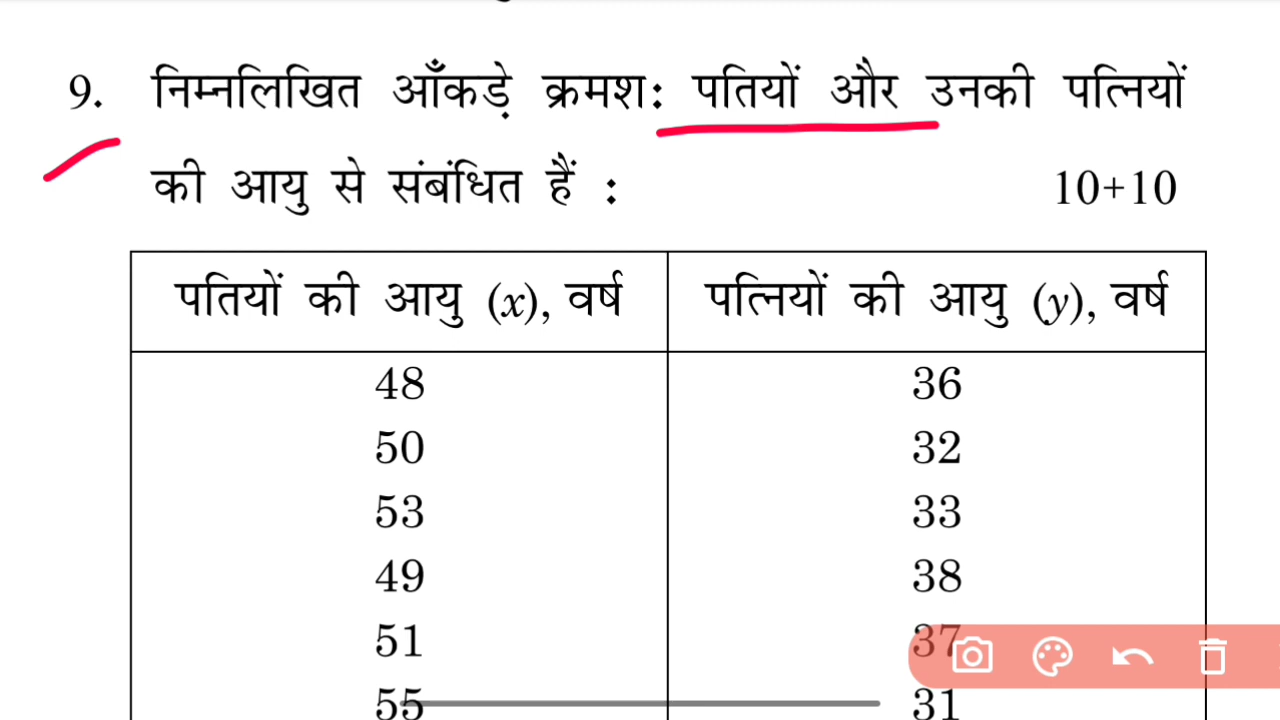 9. निम्नलिखित आँकड़े क्रमशः पतियों और उनकी पत्नियों
की आयु से संबंधित हैं : 10+10
पतियों की आयु (x), वर्ष पत्नियों की आयु (y), वर्ष
48 36
50 32
53 33
49 38
51 37
55 31